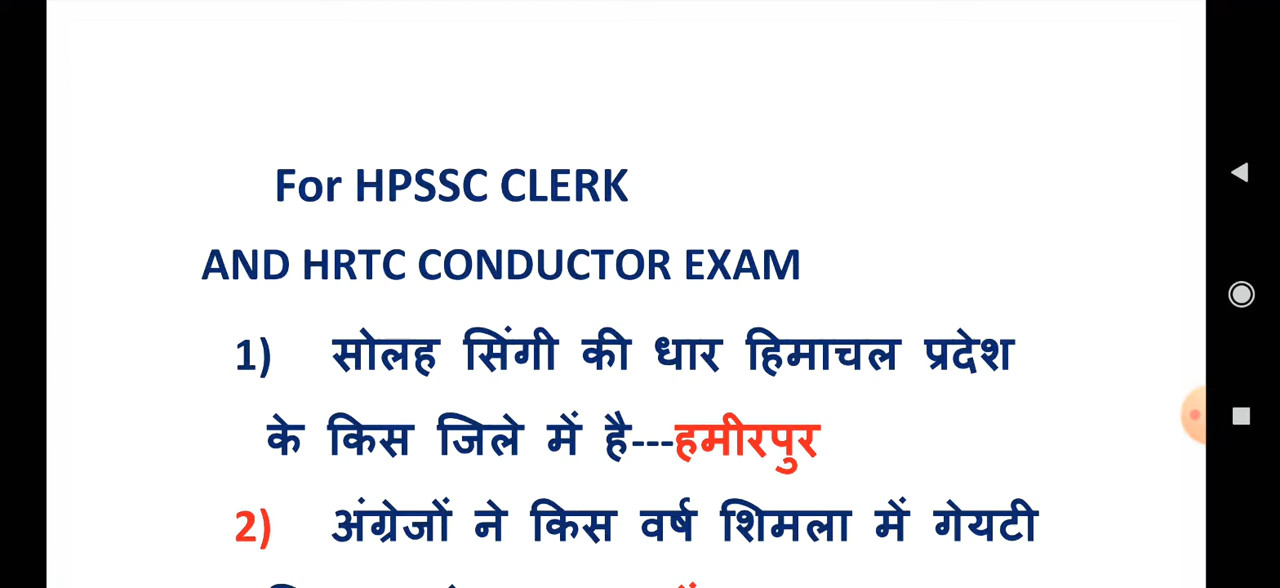 For HPSSC CLERK
AND HRTC CONDUCTOR EXAM
1) सोलह सिंगी की धार हिमाचल प्रदेश
के किस जिले में है---हमीरपुर
2) अंग्रेजों ने किस वर्ष शिमला में गेयटी